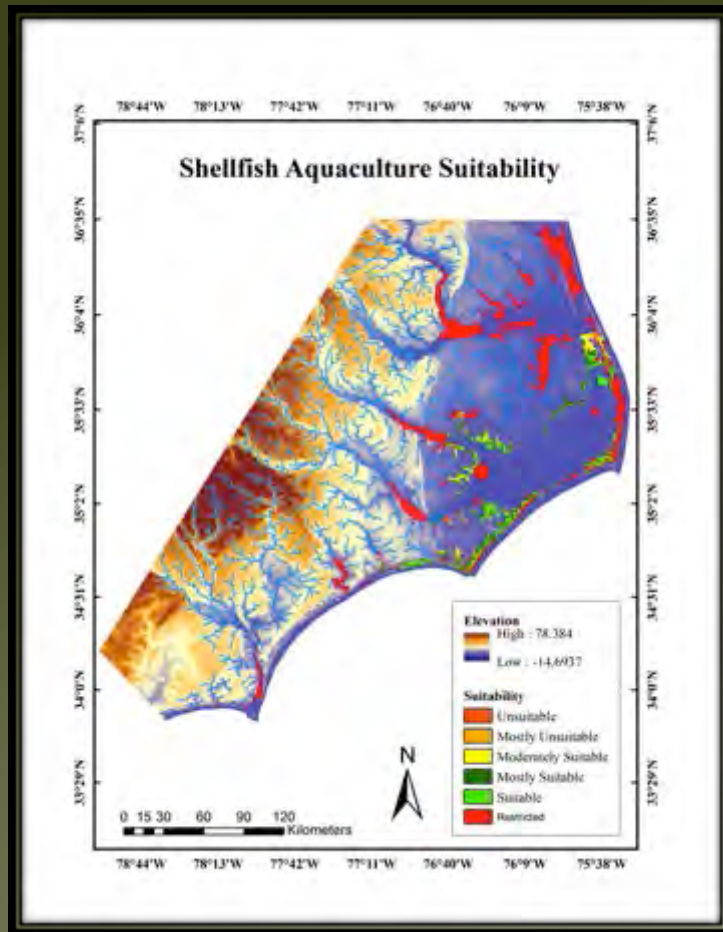 78°44'W 78°13'W 77°42'W 77°11'W 76°40'W 76°9'W 75°38'W
Shellfish Aquaculture Suitability
37°6'N
36°35'N
36°4'N
35°33'N
35°2'N
34°31'N
34°0'N
33°29'N
37°6'N
36°35'N
36°4'N
35°33'N
35°2'N
34°31'N
34°0'N
33°29'N
Elevation
High : 78.384
Low : -14.6937
Suitability
Unsuitable
Mostly Unsuitable
Moderately Suitable
Mostly Suitable
Suitable
Restricted
N
0 15 30 60 90 120
Kilometers
78°44'W 78°13'W 77°42'W 77°11'W 76°40'W 76°9'W 75°38'W